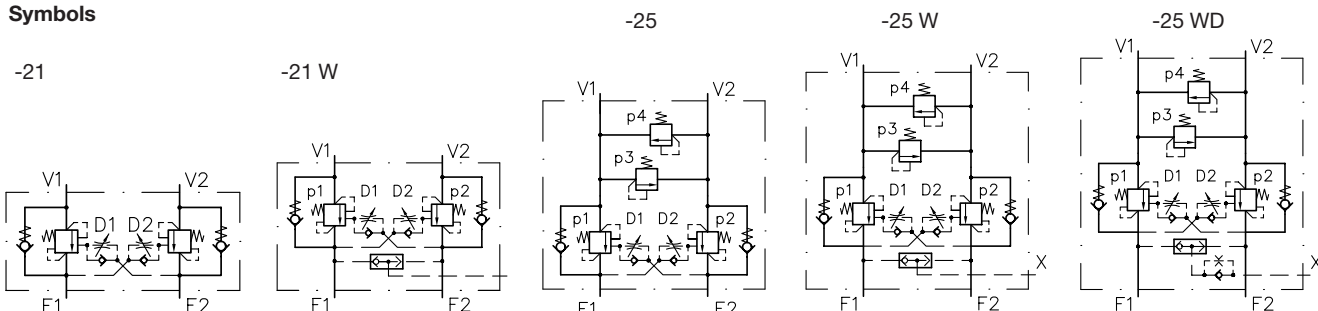 Symbols
-21
V1 V2
D1 D2
F1 F2
-21 W
V1 V2
p1 D1 D2 p2
F1 F2
-25
V1 V2
p4
p3
p1 D1 D2 p2
F1 F2
-25 W
V1 V2
p4
p3
p1 D1 D2 p2
X
F1 F2
-25 WD
V1 V2
p4
p3
p1 D1 D2 p2
X
F1 F2